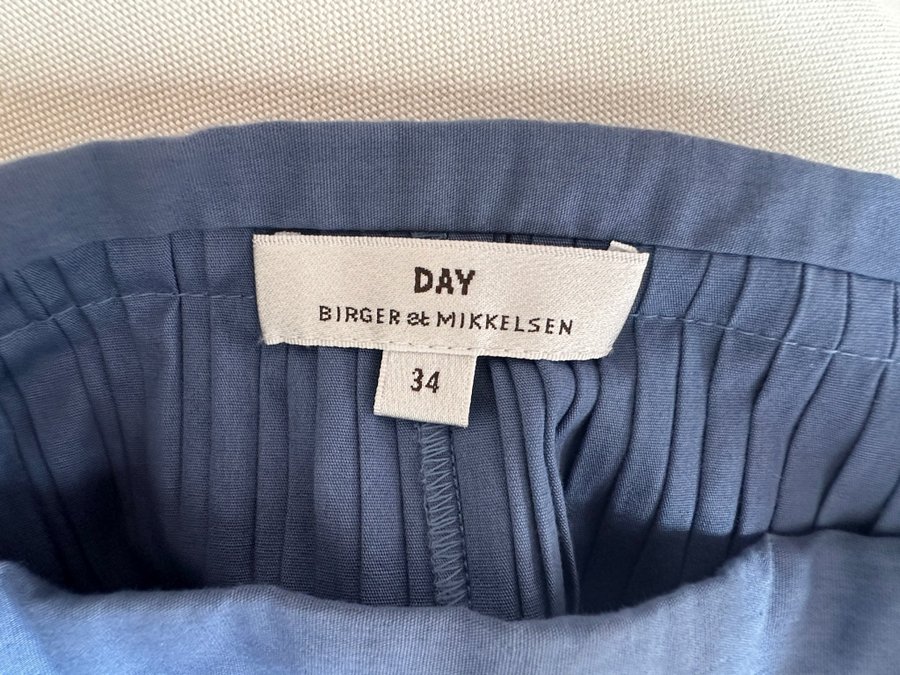 DAY
BIRGER et MIKKELSEN
34